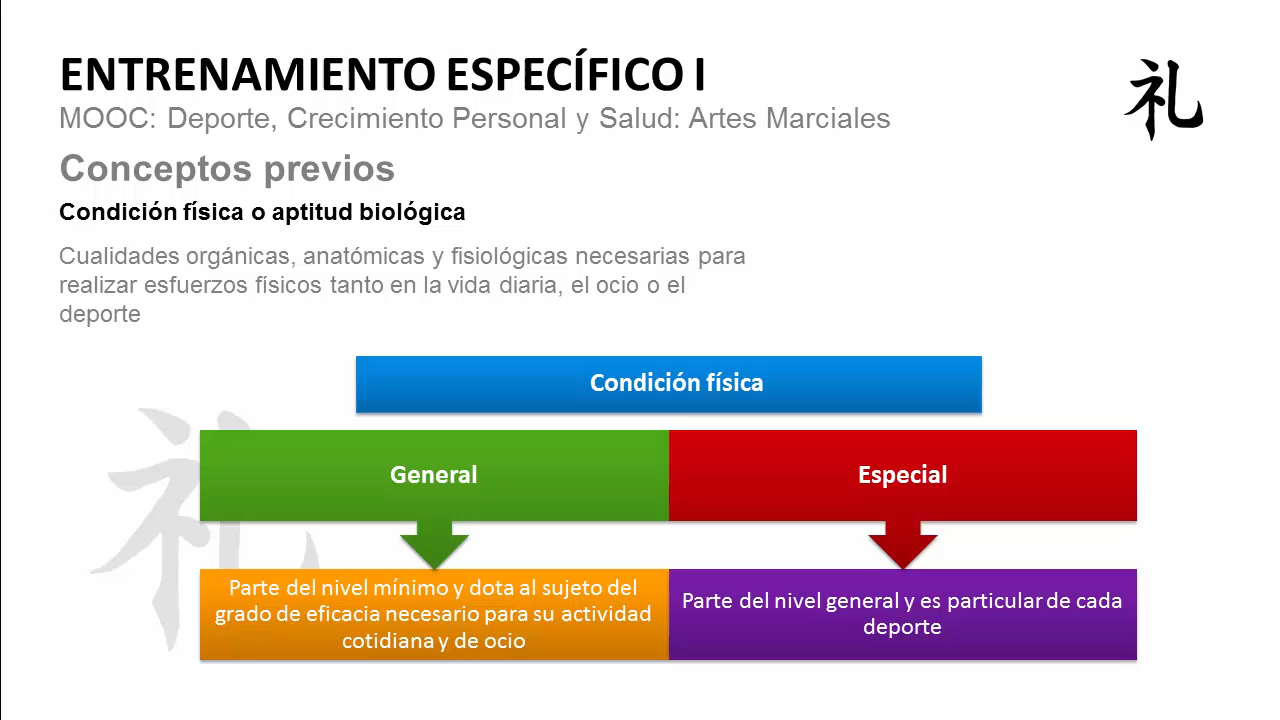 ENTRENAMIENTO ESPECÍFICO I
礼
MOOC: Deporte, Crecimiento Personal y Salud: Artes Marciales
Conceptos previos
Condición física o aptitud biológica
Cualidades orgánicas, anatómicas y fisiológicas necesarias para
realizar esfuerzos físicos tanto en la vida diaria, el ocio o el
deporte
Condición física
礼
General
Especial
Parte del nivel mínimo y dota al sujeto del
grado de eficacia necesario para su actividad
cotidiana y de ocio
Parte del nivel general y es particular de cada
deporte